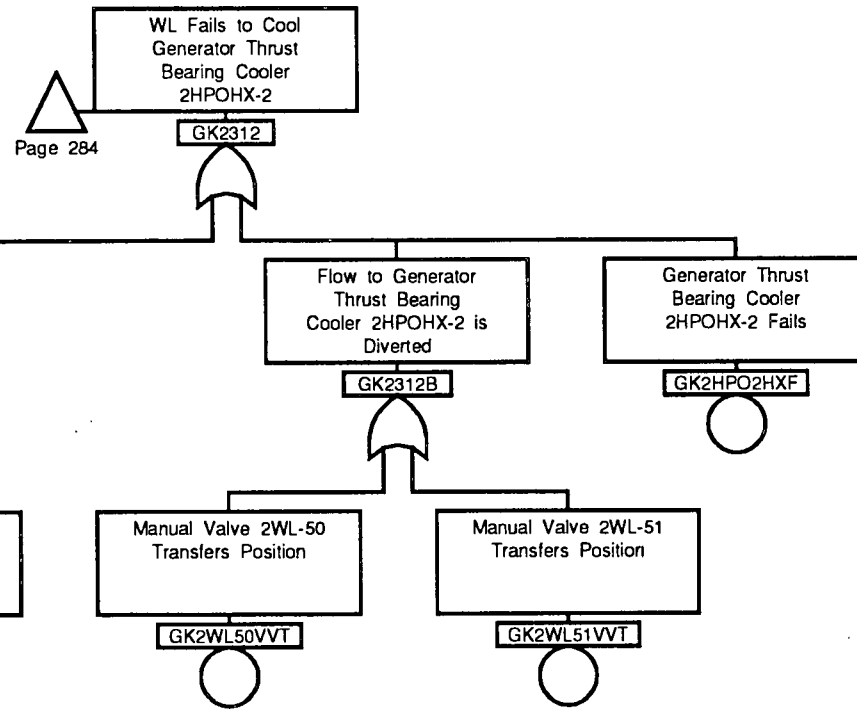 WL Fails to Cool
Generator Thrust
Bearing Cooler
2HPOHX-2
Page 284
GK2312
Flow to Generator
Thrust Bearing
Cooler 2HPOHX-2 is
Diverted
GK2312B
Generator Thrust
Bearing Cooler
2HPOHX-2 Fails
GK2HPO2HXF
Manual Valve 2WL-50
Transfers Position
GK2WL50VVT
Manual Valve 2WL-51
Transfers Position
GK2WL51VVT